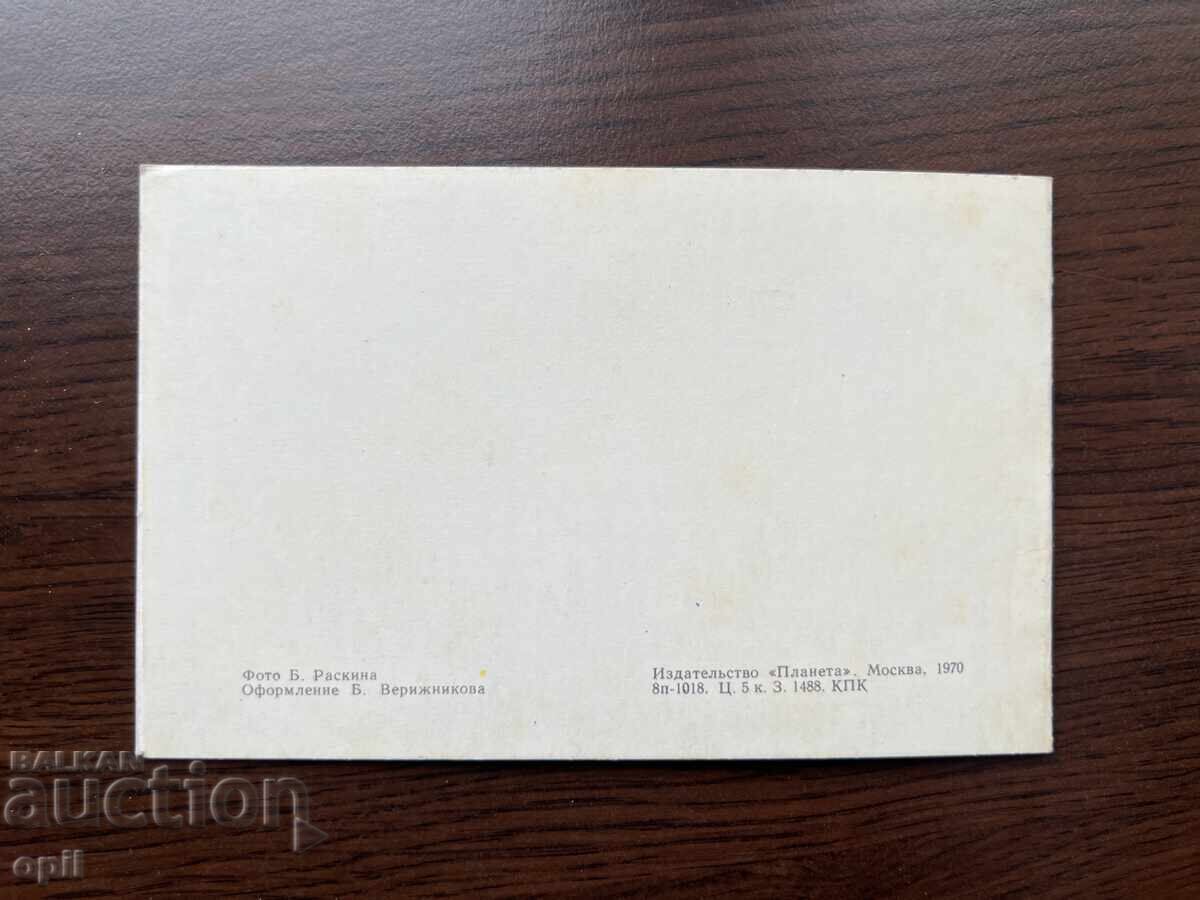 Фото Б. Раскина
Оформление Б. Верижникова
Издательство «Планета». Москва, 1970
8п-1018. Ц. 5 к. З. 1488. КПК
BALKAN
auction
opil